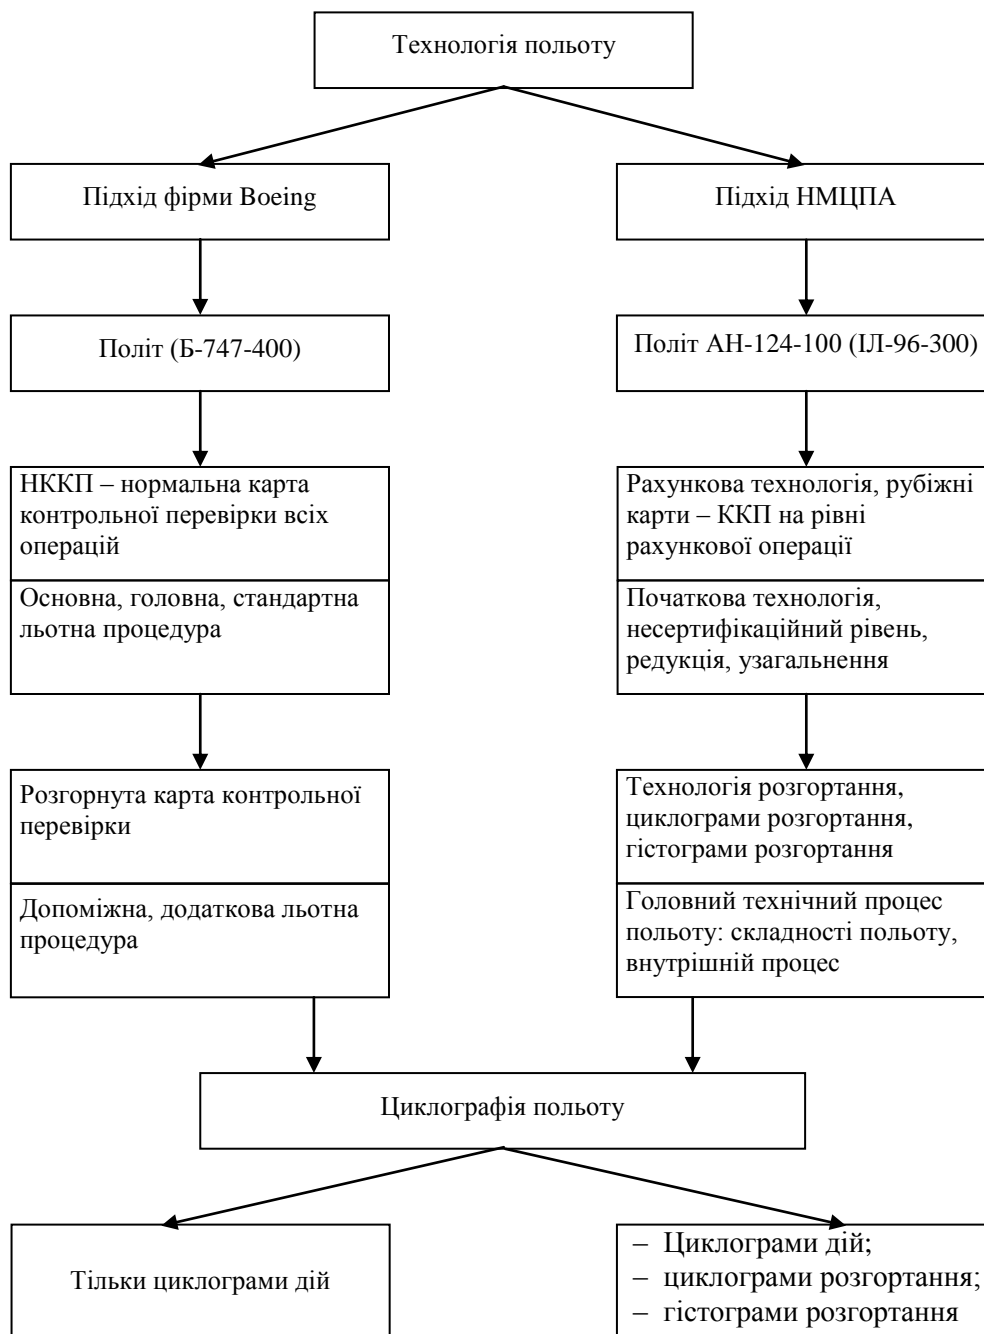 Технологія польоту
Підхід фірми Boeing
Підхід НМЦПА
Політ (Б-747-400)
Політ АН-124-100 (ІЛ-96-300)
НККП – нормальна карта
контрольної перевірки всіх
операцій
Основна, головна, стандартна
льотна процедура
Рахункова технологія, рубіжні
карти – ККП на рівні
рахункової операції
Початкова технологія,
несертифікаційний рівень,
редукція, узагальнення
Розгорнута карта контрольної
перевірки
Допоміжна, додаткова льотна
процедура
Технологія розгортання,
циклограми розгортання,
гістограми розгортання
Головний технічний процес
польоту: складності польоту,
внутрішній процес
Циклографія польоту
Тільки циклограми дій
– Циклограми дій;
– циклограми розгортання;
– гістограми розгортання